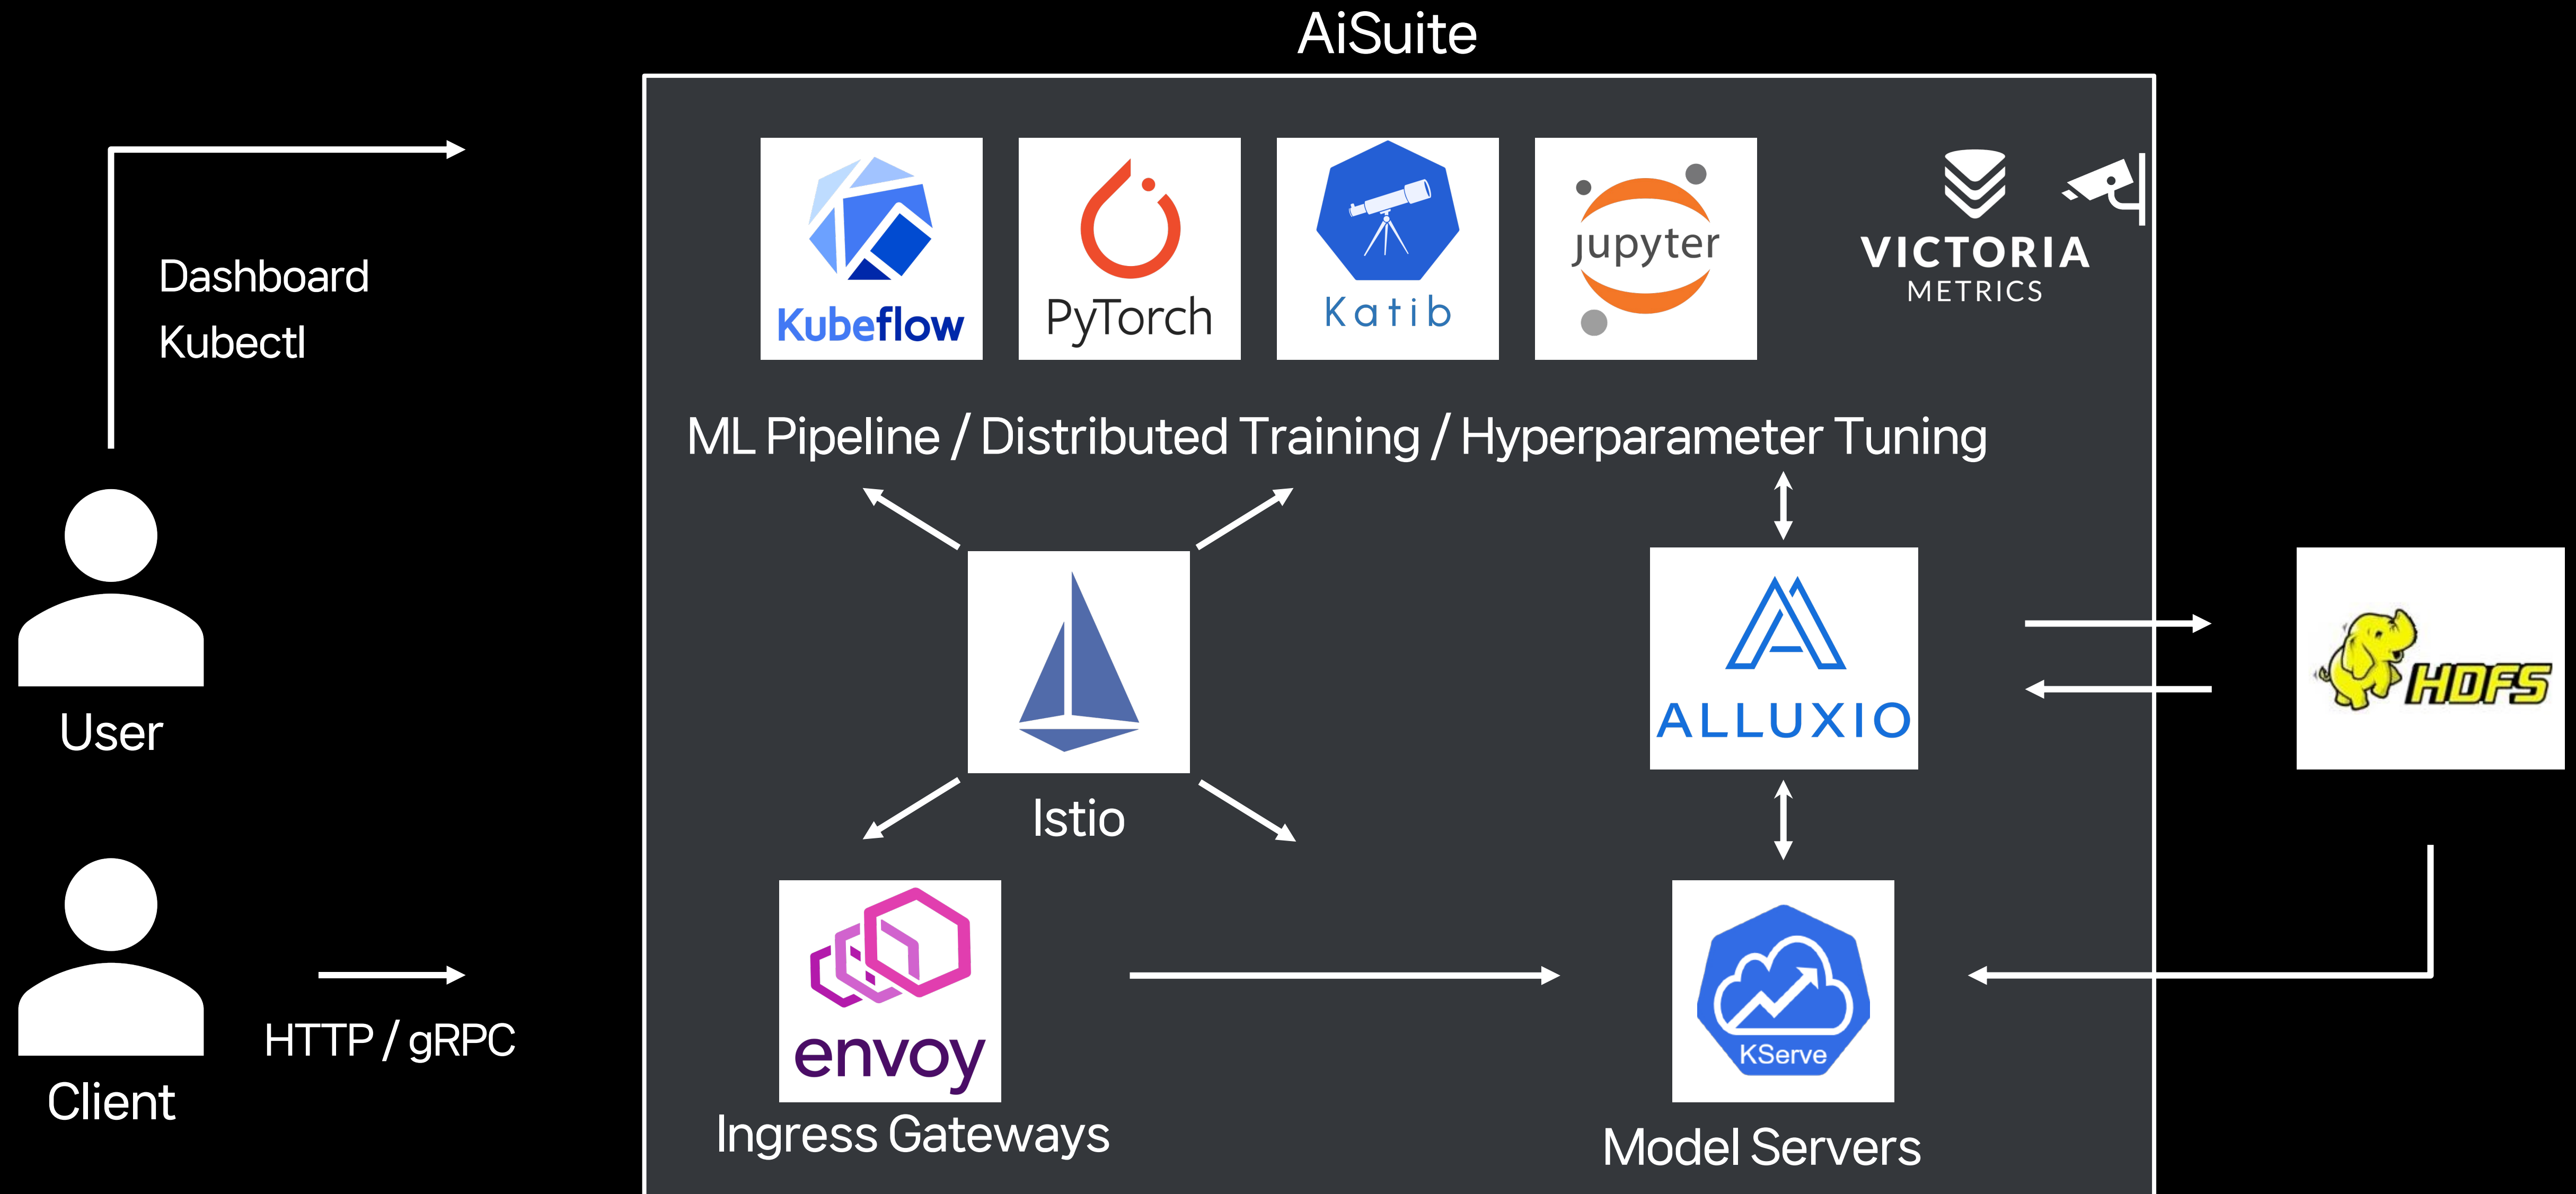 AiSuite
Dashboard
Kubectl
Kubeflow
PyTorch
Katib
jupyter
VICTORIA
METRICS
ML Pipeline / Distributed Training / Hyperparameter Tuning
User
Istio
ALLUXIO
HDFS
Client
HTTP / gRPC
envoy
Ingress Gateways
KServe
Model Servers